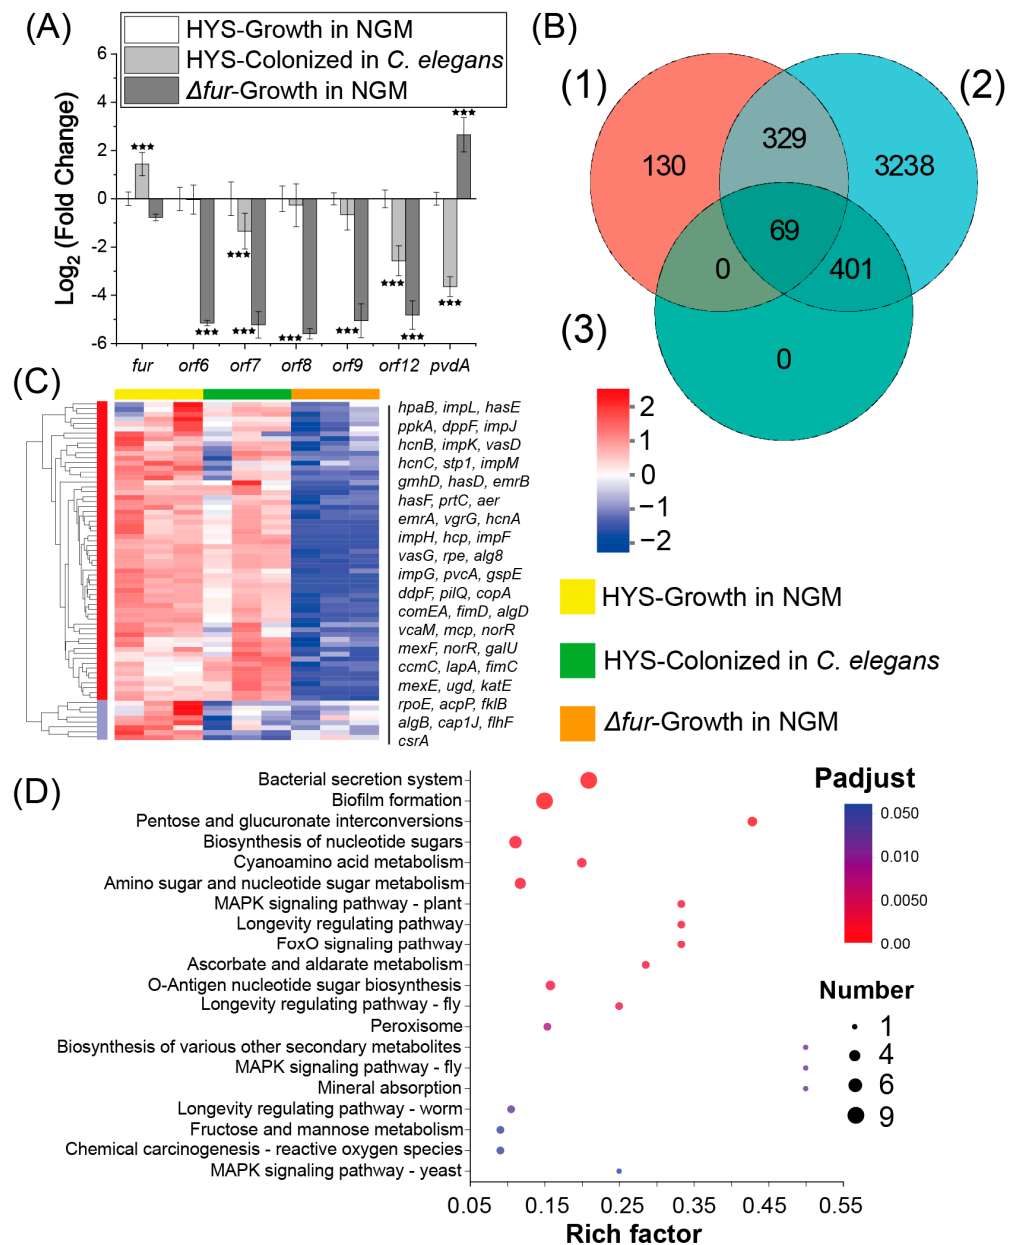 (A)
HYS-Growth in NGM
HYS-Colonized in C. elegans
Δfur-Growth in NGM
Log2 (Fold Change)
6
4
2
0
-2
-4
-6
★★★
★★★
★★★
★★★
★★★
★★★
★★★
★★★
★★★
★★★
★★★
fur orf6 orf7 orf8 orf9 orf12 pvdA
(B)
(1)
(2)
(3)
130
329
3238
69
0
401
0
(C)
hpaB, impL, hasE
ppkA, dppF, impJ
hcnB, impK, vasD
hcnC, stp1, impM
gmhD, hasD, emrB
hasF, prtC, aer
emrA, vgrG, hcnA
impH, hcp, impF
vasG, rpe, alg8
impG, pvcA, gspE
ddpF, pilQ, copA
comEA, fimD, algD
vcaM, mcp, norR
mexF, norR, galU
ccmC, lapA, fimC
mexE, ugd, katE
rpoE, acpP, fklB
algB, cap1J, flhF
csrA
2
1
0
−1
−2
HYS-Growth in NGM
HYS-Colonized in C. elegans
Δfur-Growth in NGM
(D)
Bacterial secretion system
Biofilm formation
Pentose and glucuronate interconversions
Biosynthesis of nucleotide sugars
Cyanoamino acid metabolism
Amino sugar and nucleotide sugar metabolism
MAPK signaling pathway - plant
Longevity regulating pathway
FoxO signaling pathway
Ascorbate and aldarate metabolism
O-Antigen nucleotide sugar biosynthesis
Longevity regulating pathway - fly
Peroxisome
Biosynthesis of various other secondary metabolites
MAPK signaling pathway - fly
Mineral absorption
Longevity regulating pathway - worm
Fructose and mannose metabolism
Chemical carcinogenesis - reactive oxygen species
MAPK signaling pathway - yeast
0.05 0.15 0.25 0.35 0.45 0.55
Rich factor
Padjust
0.050
0.010
0.0050
0.00
Number
1
4
6
9